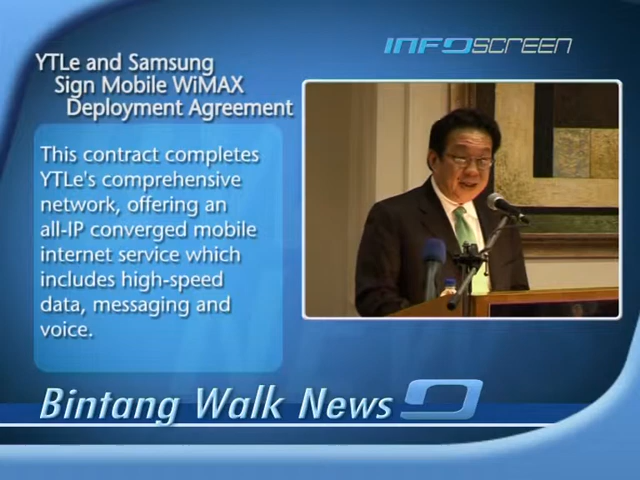 INFOSCREEN
YTLe and Samsung
Sign Mobile WiMAX
Deployment Agreement
This contract completes
YTLe's comprehensive
network, offering an
all-IP converged mobile
internet service which
includes high-speed
data, messaging and
voice.
Bintang Walk News